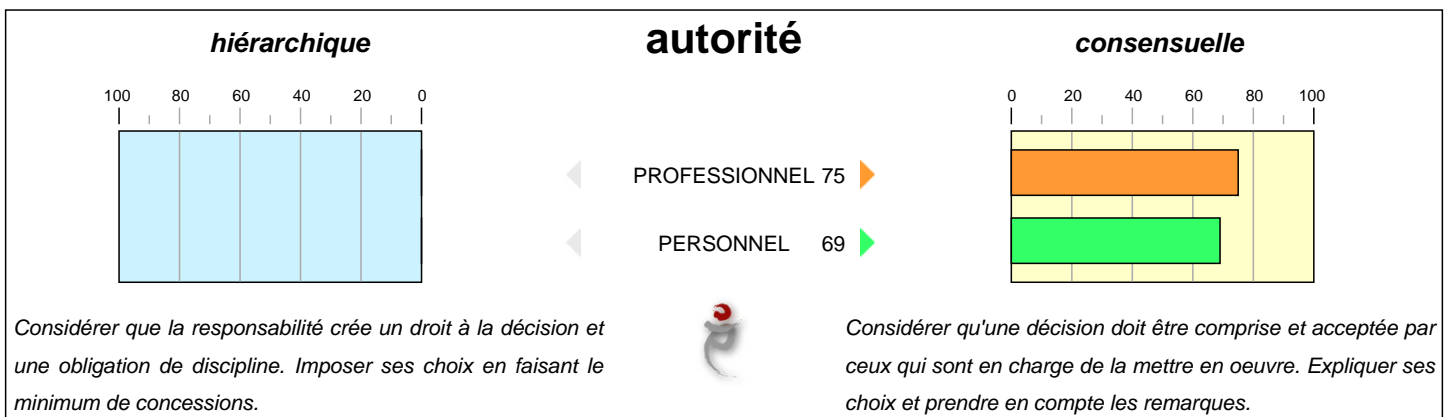 hiérarchique
autorité
consensuelle
100 80 60 40 20 0
0 20 40 60 80 100
PROFESSIONNEL 75
PERSONNEL 69
Considérer que la responsabilité crée un droit à la décision et
une obligation de discipline. Imposer ses choix en faisant le
minimum de concessions.
Considérer qu'une décision doit être comprise et acceptée par
ceux qui sont en charge de la mettre en oeuvre. Expliquer ses
choix et prendre en compte les remarques.